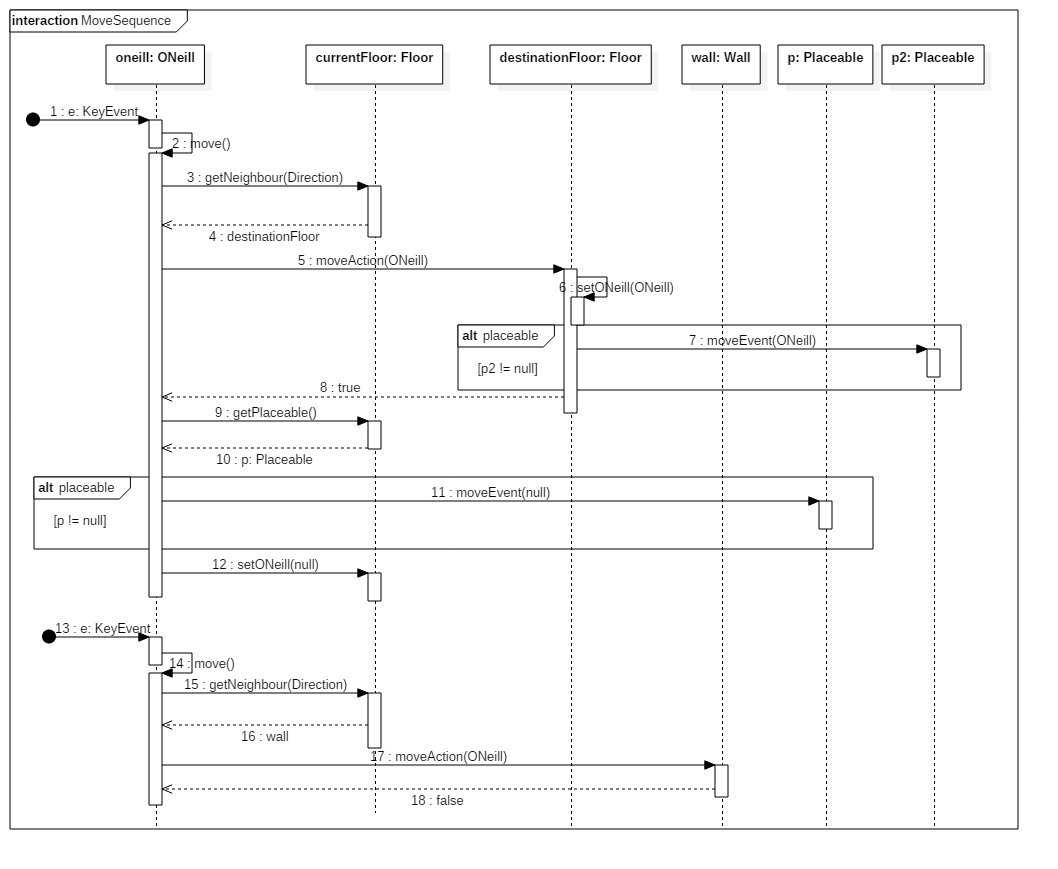 interaction MoveSequence
oneill: ONeill
currentFloor: Floor
destinationFloor: Floor
wall: Wall
p: Placeable
p2: Placeable
1 : e: KeyEvent
2 : move()
3 : getNeighbour(Direction)
4 : destinationFloor
5 : moveAction(ONeill)
6 : setONeill(ONeill)
alt placeable
7 : moveEvent(ONeill)
[p2 != null]
8 : true
9 : getPlaceable()
10 : p: Placeable
alt placeable
11 : moveEvent(null)
[p != null]
12 : setONeill(null)
13 : e: KeyEvent
14 : move()
15 : getNeighbour(Direction)
16 : wall
17 : moveAction(ONeill)
18 : false